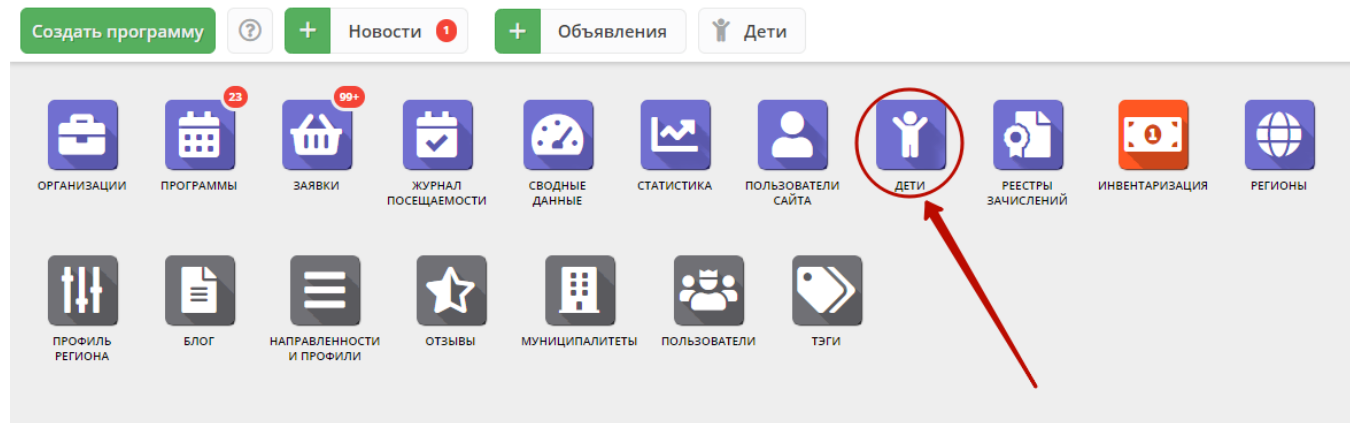 Создать программу
?
+ Новости 1
+ Объявления
Дети
23
99+
1
ОРГАНИЗАЦИИ
ПРОГРАММЫ
ЗАЯВКИ
ЖУРНАЛ
ПОСЕЩАЕМОСТИ
СВОДНЫЕ
ДАННЫЕ
СТАТИСТИКА
ПОЛЬЗОВАТЕЛИ
САЙТА
ДЕТИ
РЕЕСТРЫ
ЗАЧИСЛЕНИЙ
ИНВЕНТАРИЗАЦИЯ
РЕГИОНЫ
ПРОФИЛЬ
РЕГИОНА
БЛОГ
НАПРАВЛЕННОСТИ
И ПРОФИЛИ
ОТЗЫВЫ
МУНИЦИПАЛИТЕТЫ
ПОЛЬЗОВАТЕЛИ
ТЭГИ